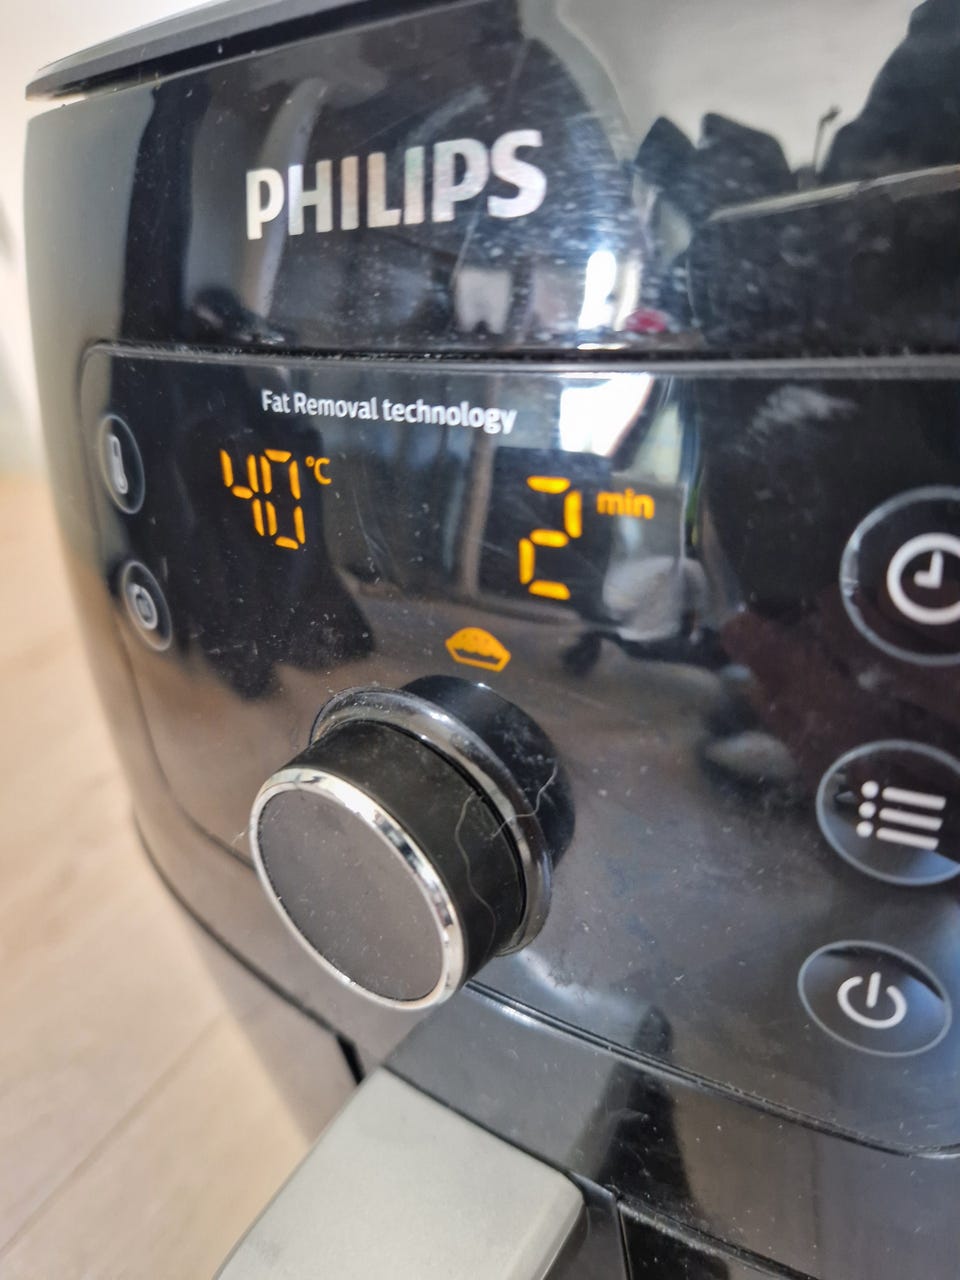 PHILIPS
Fat Removal technology
40 °C
2 min